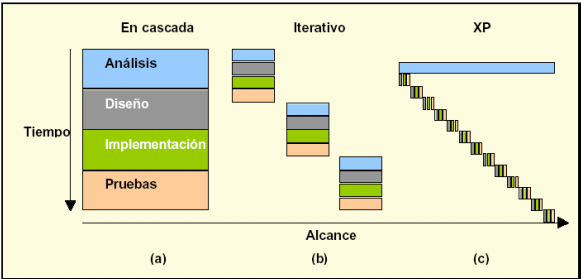 En cascada
Iterativo
XP
Análisis
Diseño
Tiempo
Implementación
Pruebas
Alcance
(a)
(b)
(c)